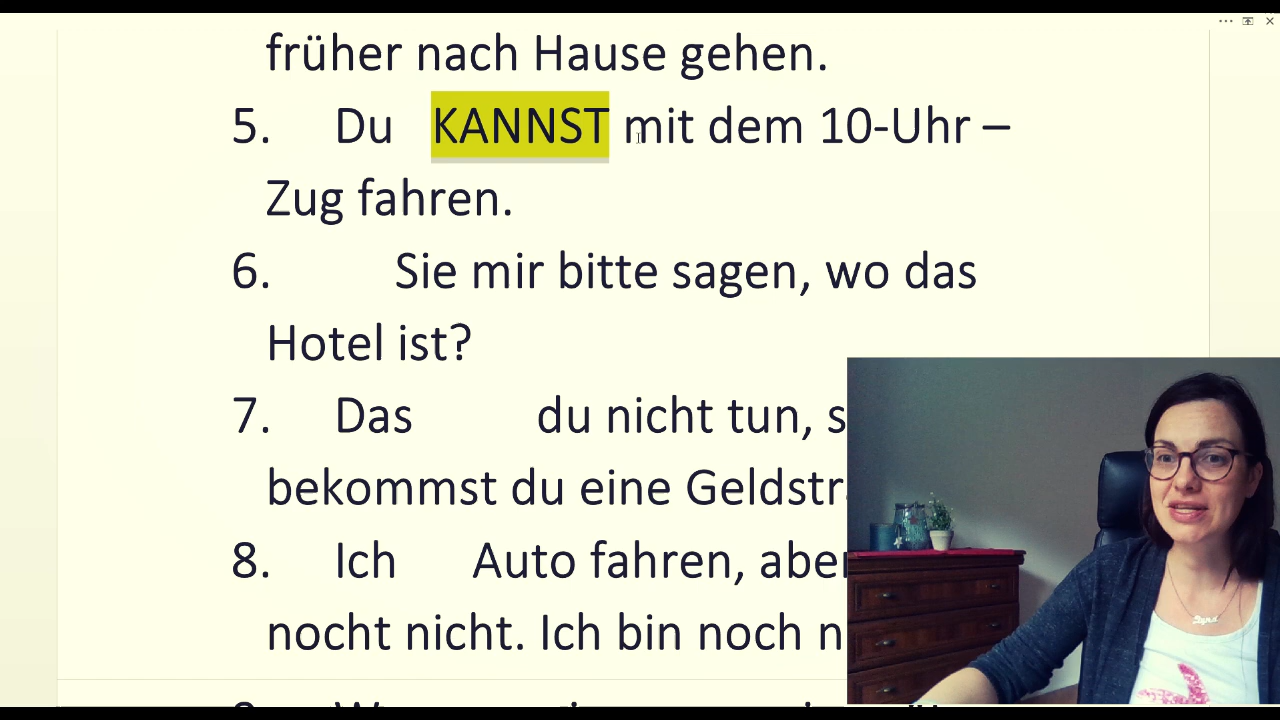 früher nach Hause gehen.
5. Du KANNST mit dem 10-Uhr –
Zug fahren.
6. Sie mir bitte sagen, wo das
Hotel ist?
7. Das du nicht tun, s
bekommst du eine Geldstr
8. Ich Auto fahren, aber
nocht nicht. Ich bin noch n